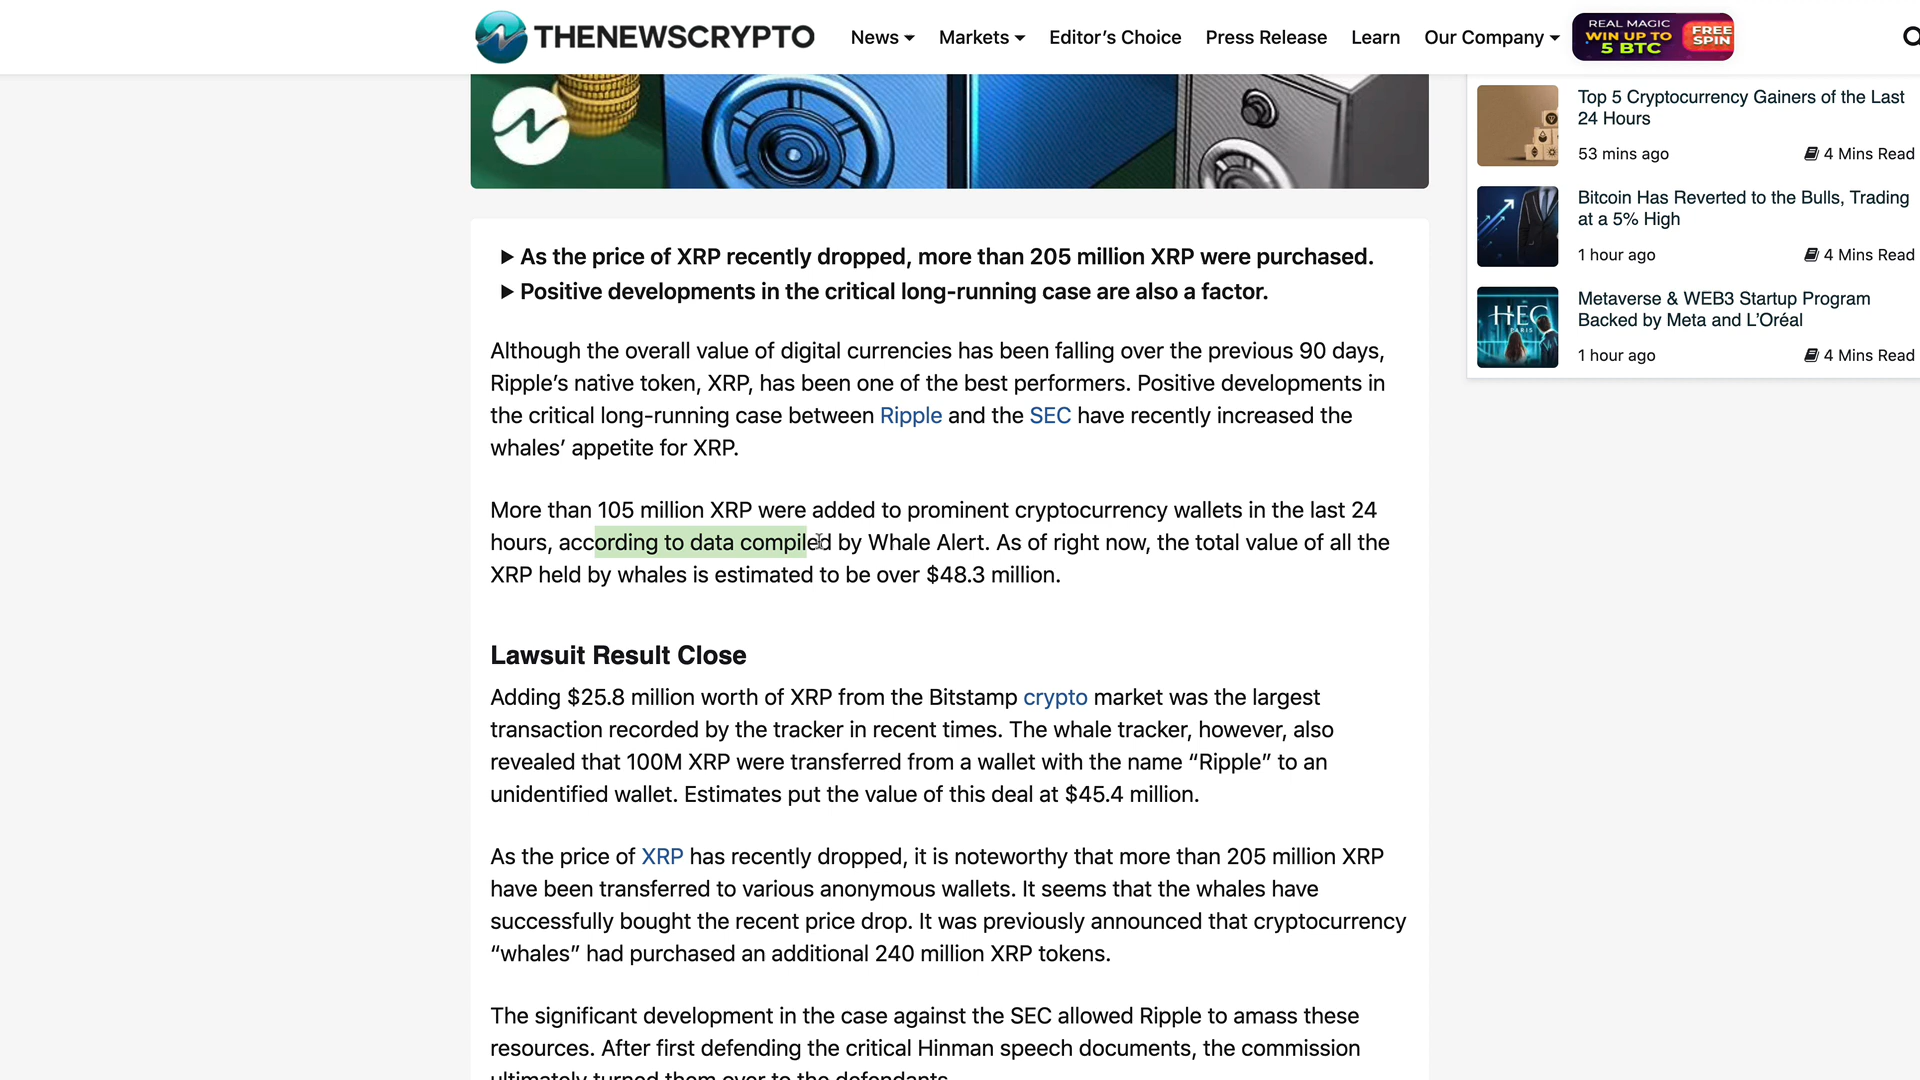 THENEWSCRYPTO
News
Markets
Editor’s Choice
Press Release
Learn
Our Company
REAL MAGIC
WIN UP TO
5 BTC
FREE
SPIN
► As the price of XRP recently dropped, more than 205 million XRP were purchased.
► Positive developments in the critical long-running case are also a factor.
Although the overall value of digital currencies has been falling over the previous 90 days,
Ripple’s native token, XRP, has been one of the best performers. Positive developments in
the critical long-running case between Ripple and the SEC have recently increased the
whales’ appetite for XRP.
More than 105 million XRP were added to prominent cryptocurrency wallets in the last 24
hours, according to data compiled by Whale Alert. As of right now, the total value of all the
XRP held by whales is estimated to be over $48.3 million.
Lawsuit Result Close
Adding $25.8 million worth of XRP from the Bitstamp crypto market was the largest
transaction recorded by the tracker in recent times. The whale tracker, however, also
revealed that 100M XRP were transferred from a wallet with the name “Ripple” to an
unidentified wallet. Estimates put the value of this deal at $45.4 million.
As the price of XRP has recently dropped, it is noteworthy that more than 205 million XRP
have been transferred to various anonymous wallets. It seems that the whales have
successfully bought the recent price drop. It was previously announced that cryptocurrency
“whales” had purchased an additional 240 million XRP tokens.
The significant development in the case against the SEC allowed Ripple to amass these
resources. After first defending the critical Hinman speech documents, the commission
ultimately turned them over to the defendants.
Top 5 Cryptocurrency Gainers of the Last
24 Hours
53 mins ago
4 Mins Read
Bitcoin Has Reverted to the Bulls, Trading
at a 5% High
1 hour ago
4 Mins Read
HEC
PARIS
Metaverse & WEB3 Startup Program
Backed by Meta and L’Oréal
1 hour ago
4 Mins Read